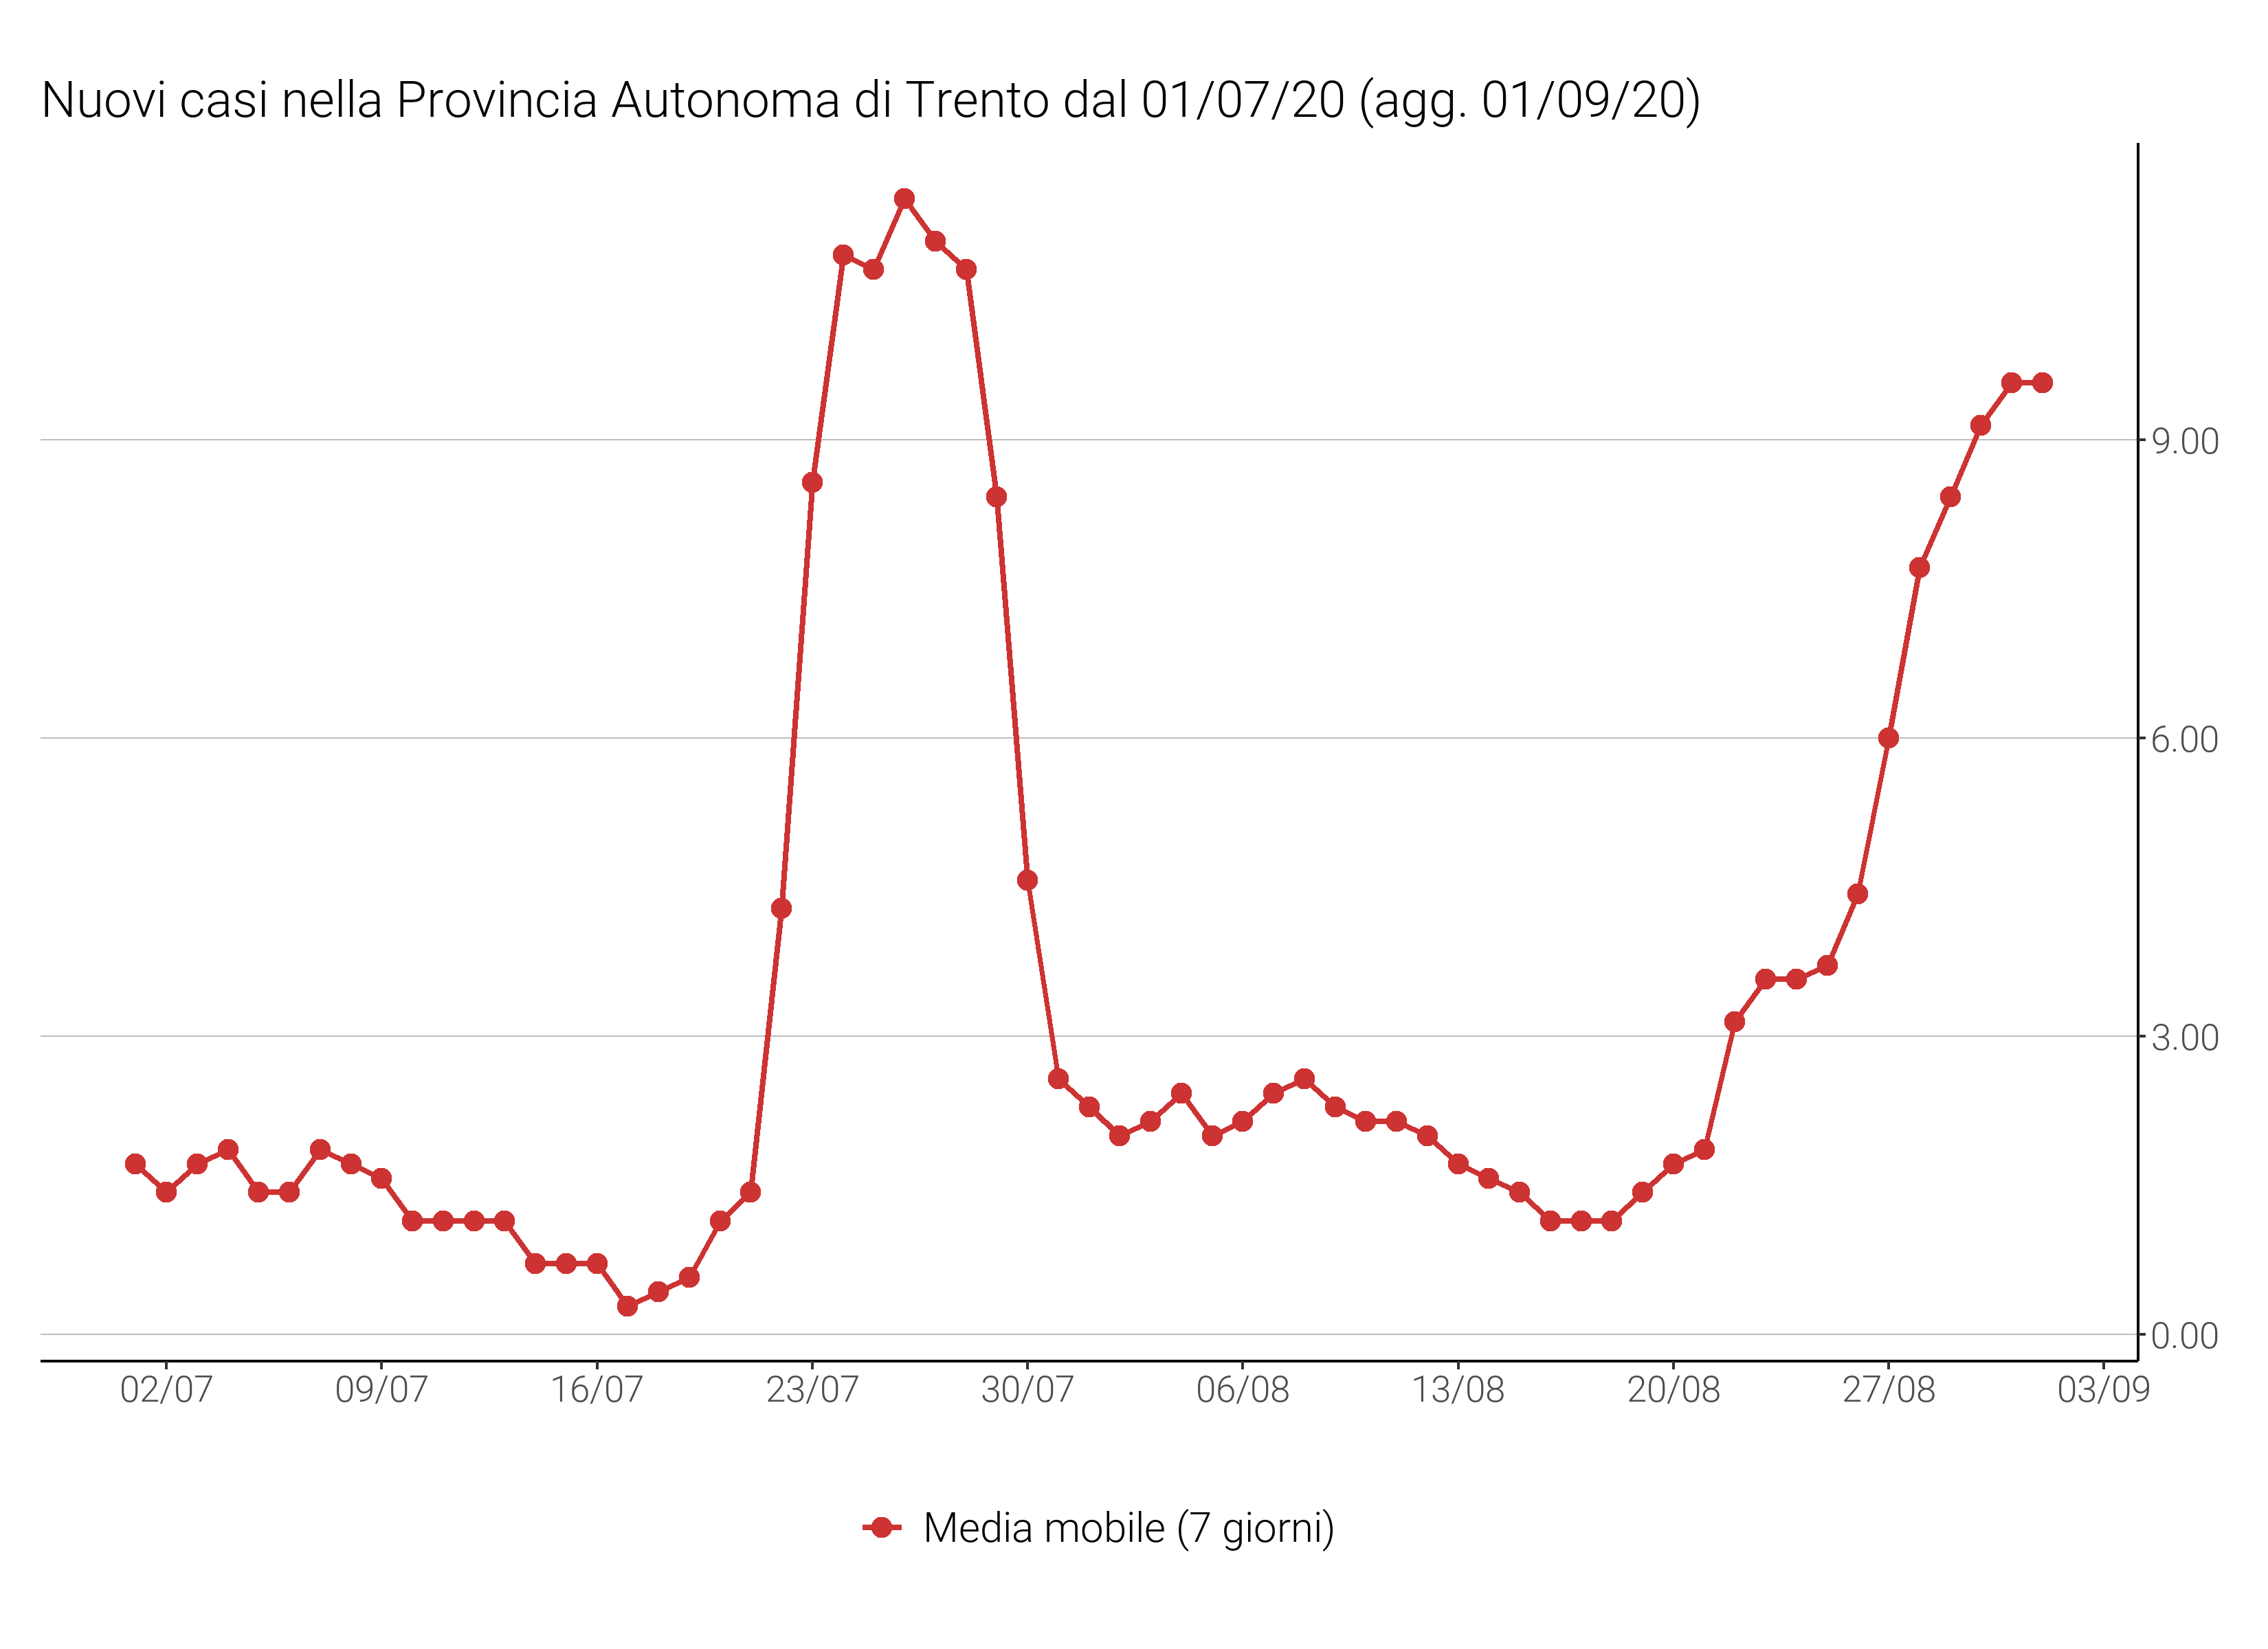 Nuovi casi nella Provincia Autonoma di Trento dal 01/07/20 (agg. 01/09/20)
9.00
6.00
3.00
0.00
02/07 09/07 16/07 23/07 30/07 06/08 13/08 20/08 27/08 03/09
Media mobile (7 giorni)